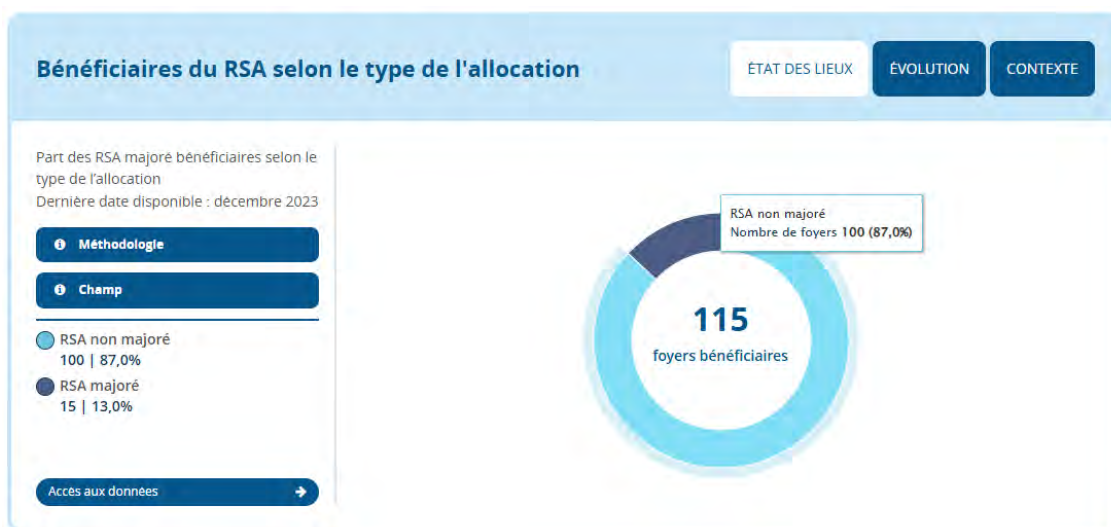 Bénéficiaires du RSA selon le type de l'allocation
ÉTAT DES LIEUX
ÉVOLUTION
CONTEXTE
Part des RSA majoré bénéficiaires selon le
type de l'allocation
Dernière date disponible : décembre 2023
Méthodologie
Champ
RSA non majoré
100 | 87,0%
RSA majoré
15 | 13,0%
Accès aux données
RSA non majoré
Nombre de foyers 100 (87,0%)
115
foyers bénéficiaires